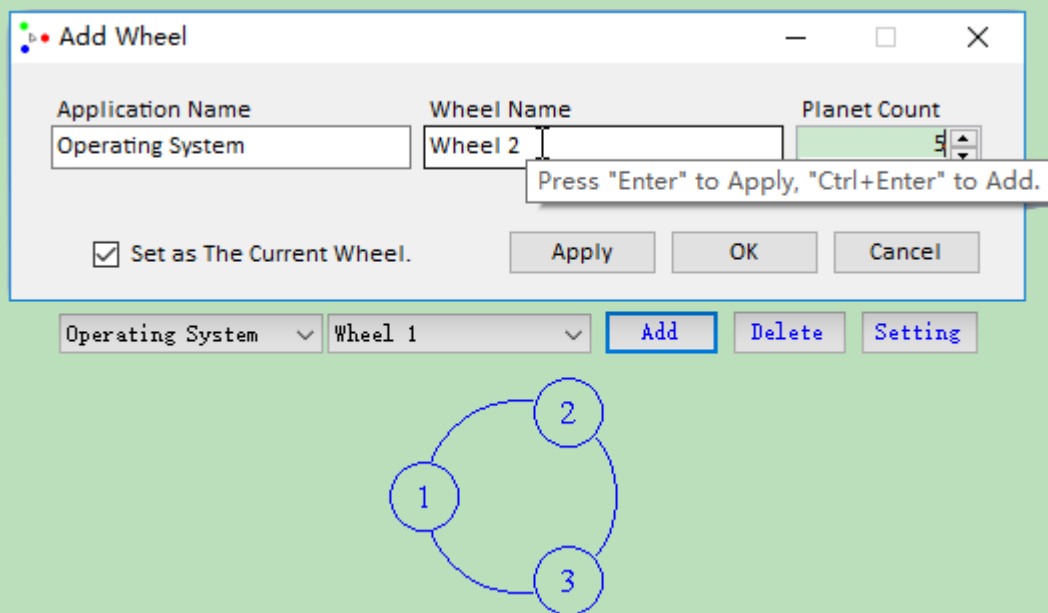 Add Wheel
Application Name Wheel Name Planet Count
Operating System Wheel 2 5
Press "Enter" to Apply, "Ctrl+Enter" to Add.
Set as The Current Wheel. Apply OK Cancel
Operating System Wheel 1 Add Delete Setting
2
1
3